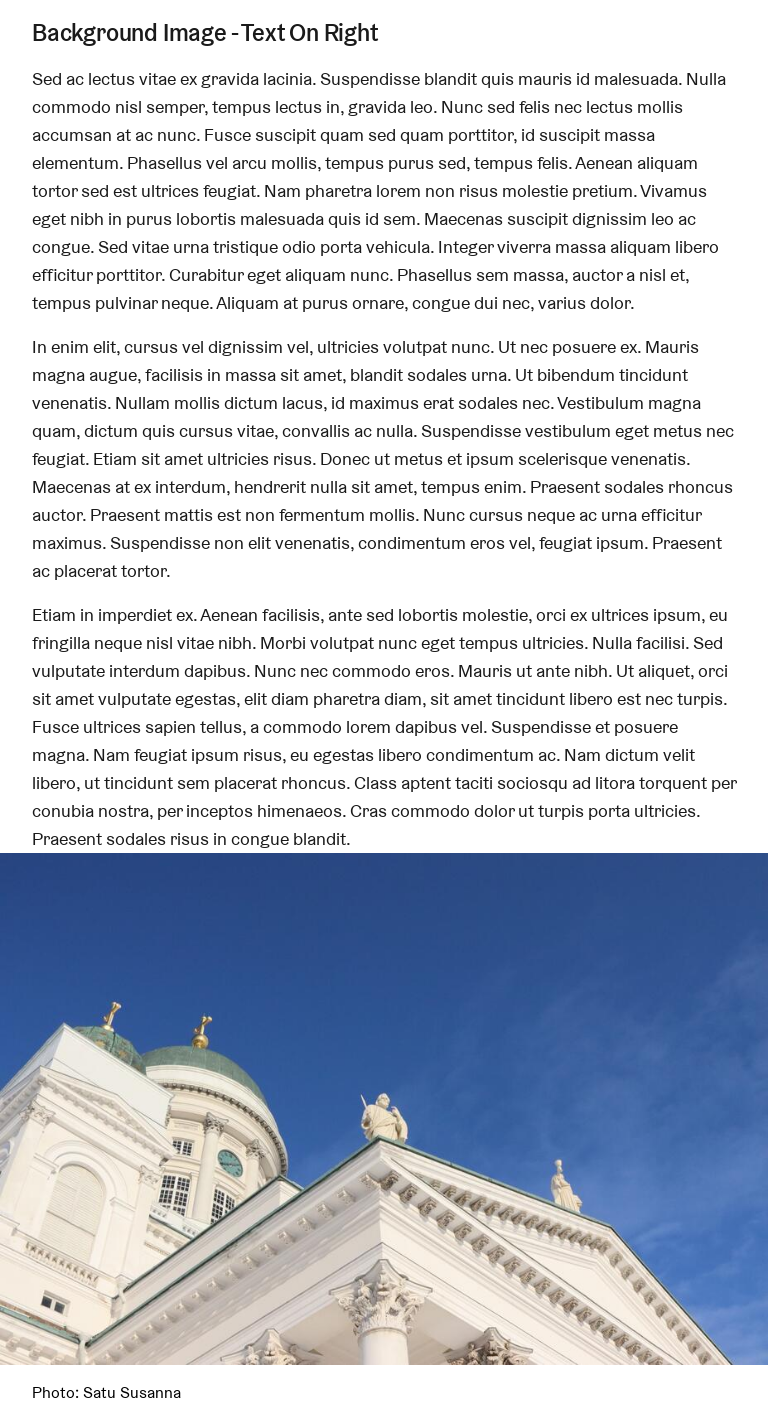 Background Image - Text On Right
Sed ac lectus vitae ex gravida lacinia. Suspendisse blandit quis mauris id malesuada. Nulla
commodo nisl semper, tempus lectus in, gravida leo. Nunc sed felis nec lectus mollis
accumsan at ac nunc. Fusce suscipit quam sed quam porttitor, id suscipit massa
elementum. Phasellus vel arcu mollis, tempus purus sed, tempus felis. Aenean aliquam
tortor sed est ultrices feugiat. Nam pharetra lorem non risus molestie pretium. Vivamus
eget nibh in purus lobortis malesuada quis id sem. Maecenas suscipit dignissim leo ac
congue. Sed vitae urna tristique odio porta vehicula. Integer viverra massa aliquam libero
efficitur porttitor. Curabitur eget aliquam nunc. Phasellus sem massa, auctor a nisl et,
tempus pulvinar neque. Aliquam at purus ornare, congue dui nec, varius dolor.
In enim elit, cursus vel dignissim vel, ultricies volutpat nunc. Ut nec posuere ex. Mauris
magna augue, facilisis in massa sit amet, blandit sodales urna. Ut bibendum tincidunt
venenatis. Nullam mollis dictum lacus, id maximus erat sodales nec. Vestibulum magna
quam, dictum quis cursus vitae, convallis ac nulla. Suspendisse vestibulum eget metus nec
feugiat. Etiam sit amet ultricies risus. Donec ut metus et ipsum scelerisque venenatis.
Maecenas at ex interdum, hendrerit nulla sit amet, tempus enim. Praesent sodales rhoncus
auctor. Praesent mattis est non fermentum mollis. Nunc cursus neque ac urna efficitur
maximus. Suspendisse non elit venenatis, condimentum eros vel, feugiat ipsum. Praesent
ac placerat tortor.
Etiam in imperdiet ex. Aenean facilisis, ante sed lobortis molestie, orci ex ultrices ipsum, eu
fringilla neque nisl vitae nibh. Morbi volutpat nunc eget tempus ultricies. Nulla facilisi. Sed
vulputate interdum dapibus. Nunc nec commodo eros. Mauris ut ante nibh. Ut aliquet, orci
sit amet vulputate egestas, elit diam pharetra diam, sit amet tincidunt libero est nec turpis.
Fusce ultrices sapien tellus, a commodo lorem dapibus vel. Suspendisse et posuere
magna. Nam feugiat ipsum risus, eu egestas libero condimentum ac. Nam dictum velit
libero, ut tincidunt sem placerat rhoncus. Class aptent taciti sociosqu ad litora torquent per
conubia nostra, per inceptos himenaeos. Cras commodo dolor ut turpis porta ultricies.
Praesent sodales risus in congue blandit.
Photo: Satu Susanna